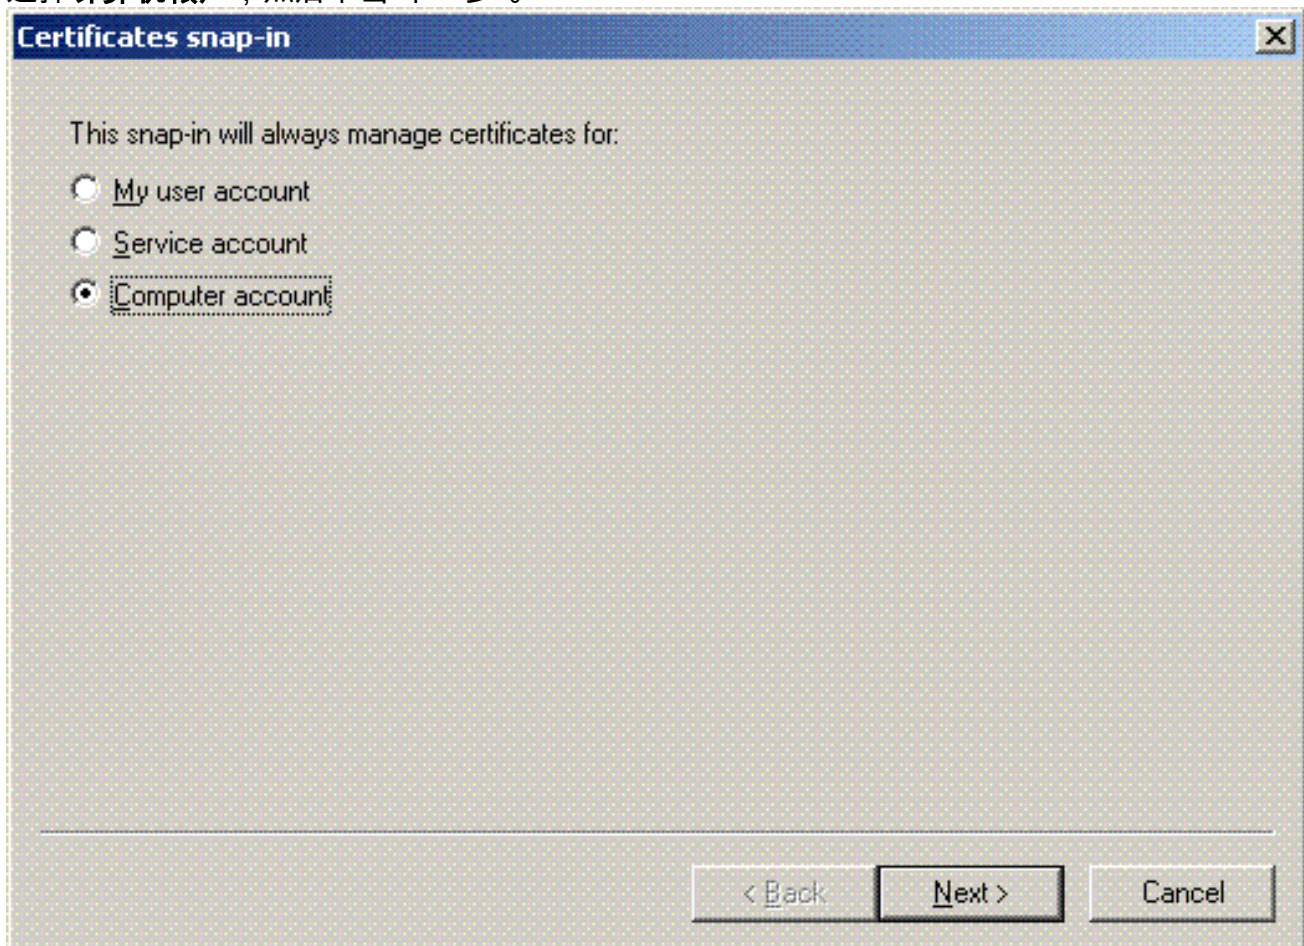 Certificates snap-in
This snap-in will always manage certificates for:
My user account
Service account
Computer account
< Back
Next >
Cancel